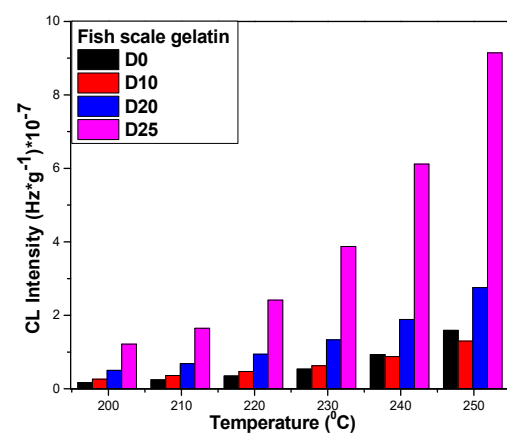 Fish scale gelatin
D0
D10
D20
D25
CL Intensity (Hz*g⁻¹)*10⁻⁷
10
8
6
4
2
0
200 210 220 230 240 250
Temperature (⁰C)